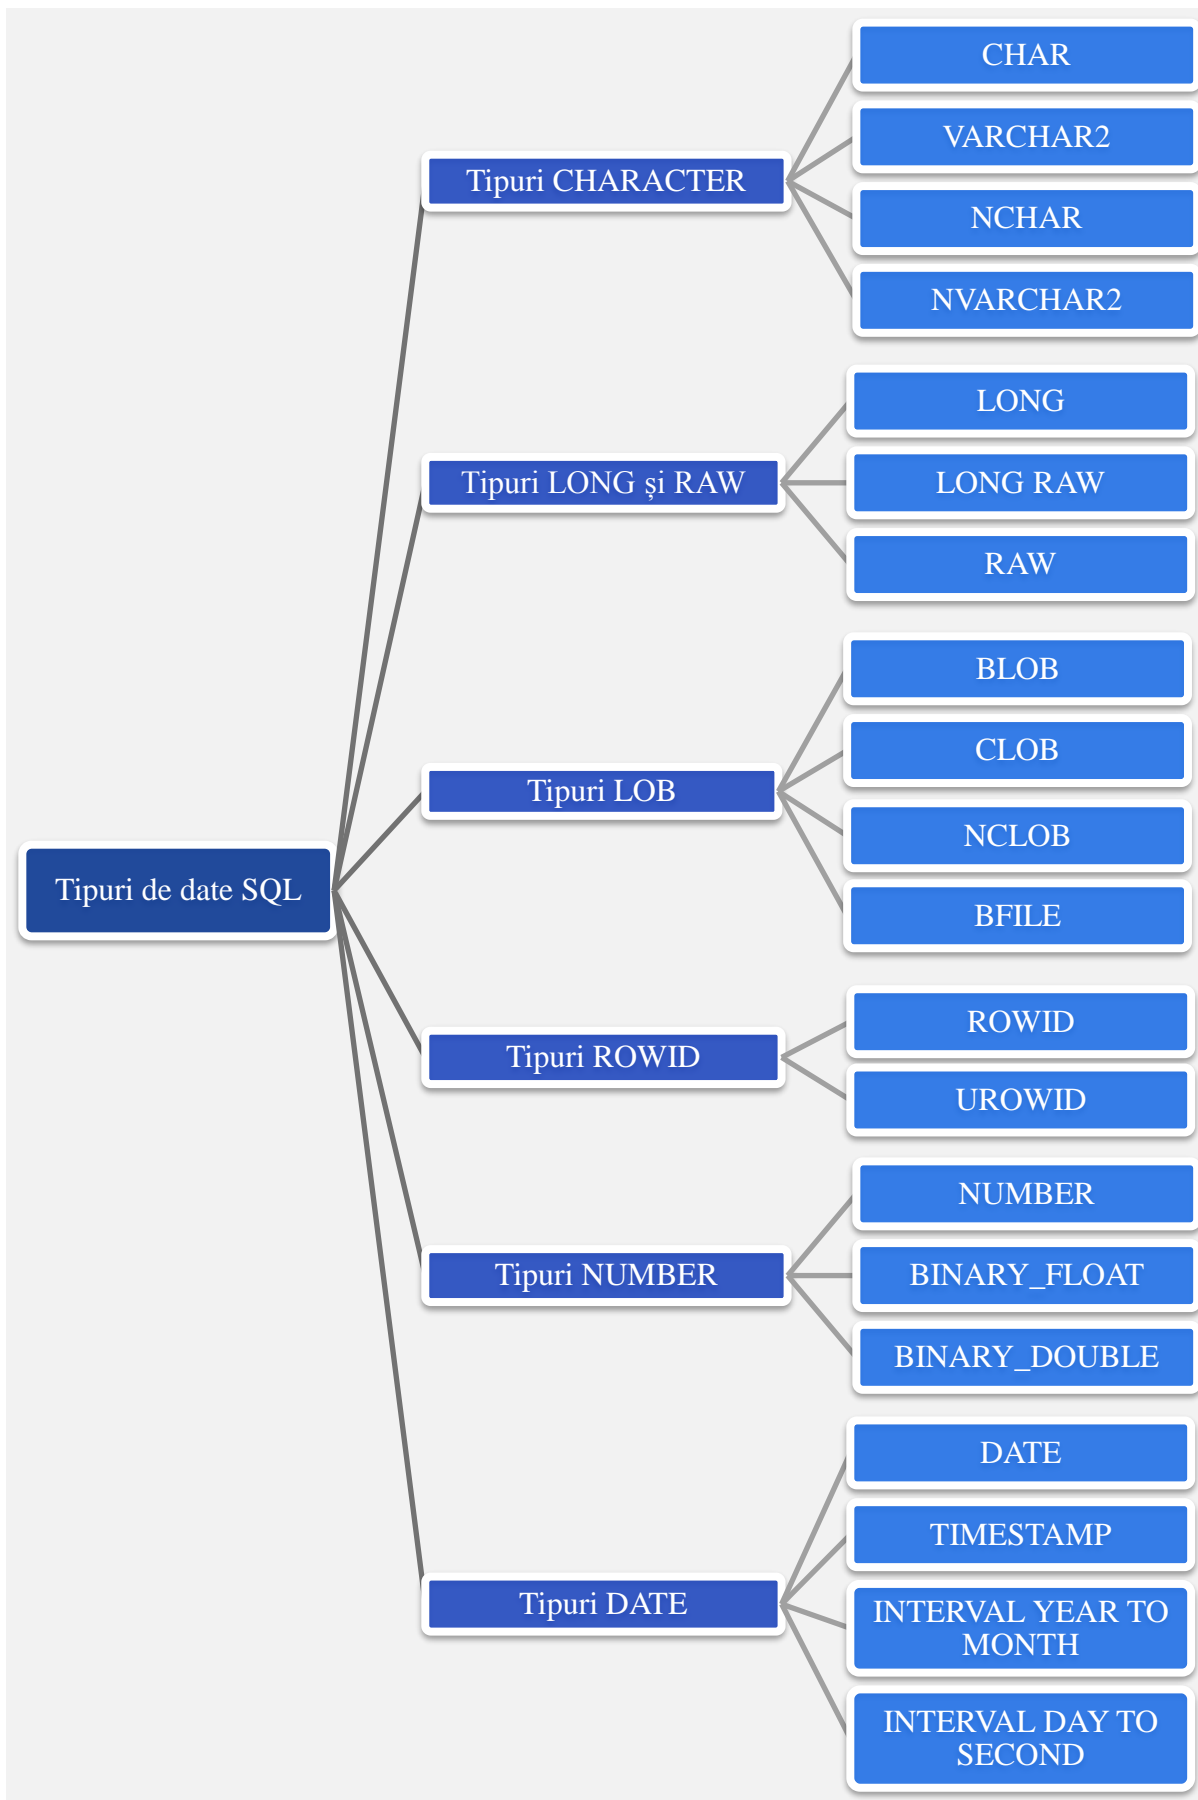 Tipuri de date SQL
Tipuri CHARACTER
CHAR
VARCHAR2
NCHAR
NVARCHAR2
Tipuri LONG și RAW
LONG
LONG RAW
RAW
Tipuri LOB
BLOB
CLOB
NCLOB
BFILE
Tipuri ROWID
ROWID
UROWID
Tipuri NUMBER
NUMBER
BINARY_FLOAT
BINARY_DOUBLE
Tipuri DATE
DATE
TIMESTAMP
INTERVAL YEAR TO
MONTH
INTERVAL DAY TO
SECOND